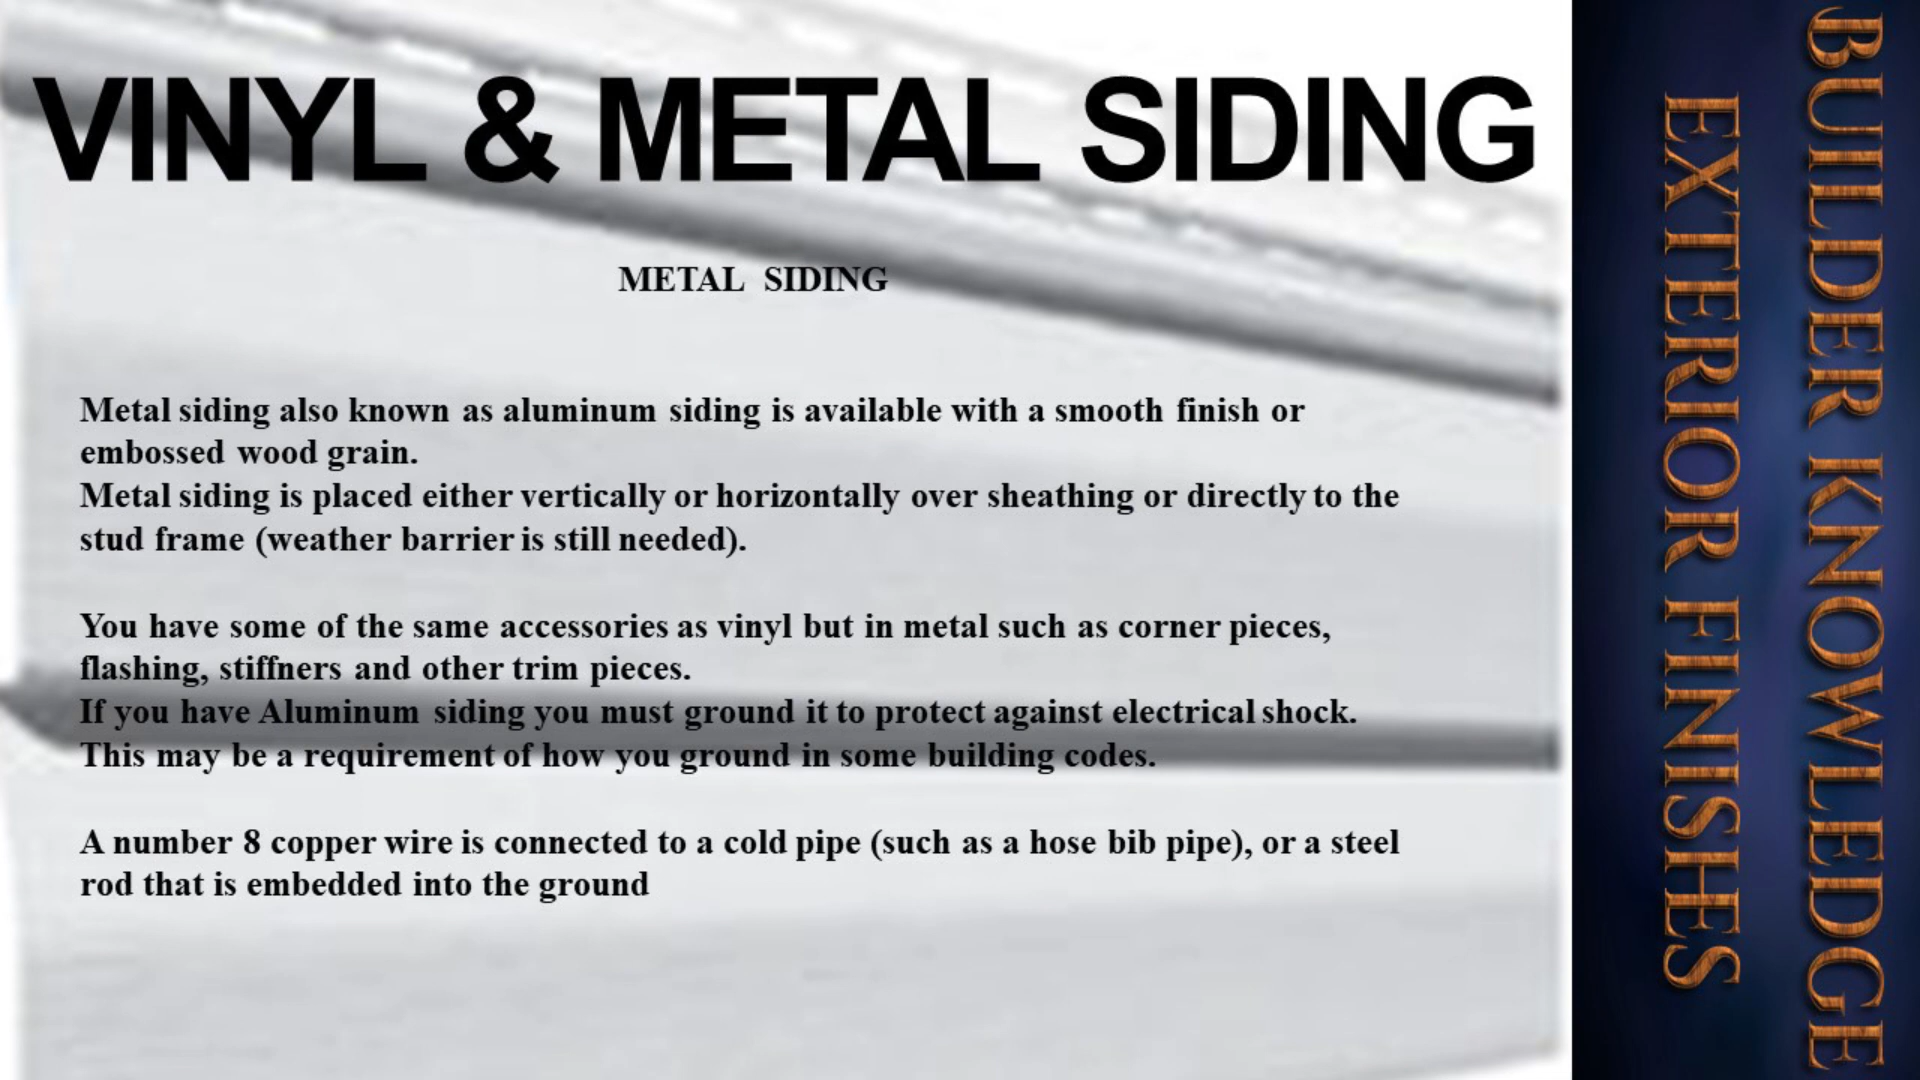 VINYL & METAL SIDING
METAL SIDING
Metal siding also known as aluminum siding is available with a smooth finish or
embossed wood grain.
Metal siding is placed either vertically or horizontally over sheathing or directly to the
stud frame (weather barrier is still needed).
You have some of the same accessories as vinyl but in metal such as corner pieces,
flashing, stiffners and other trim pieces.
If you have Aluminum siding you must ground it to protect against electrical shock.
This may be a requirement of how you ground in some building codes.
A number 8 copper wire is connected to a cold pipe (such as a hose bib pipe), or a steel
rod that is embedded into the ground
BUILDER KNOWLEDGE
EXTERIOR FINISHES